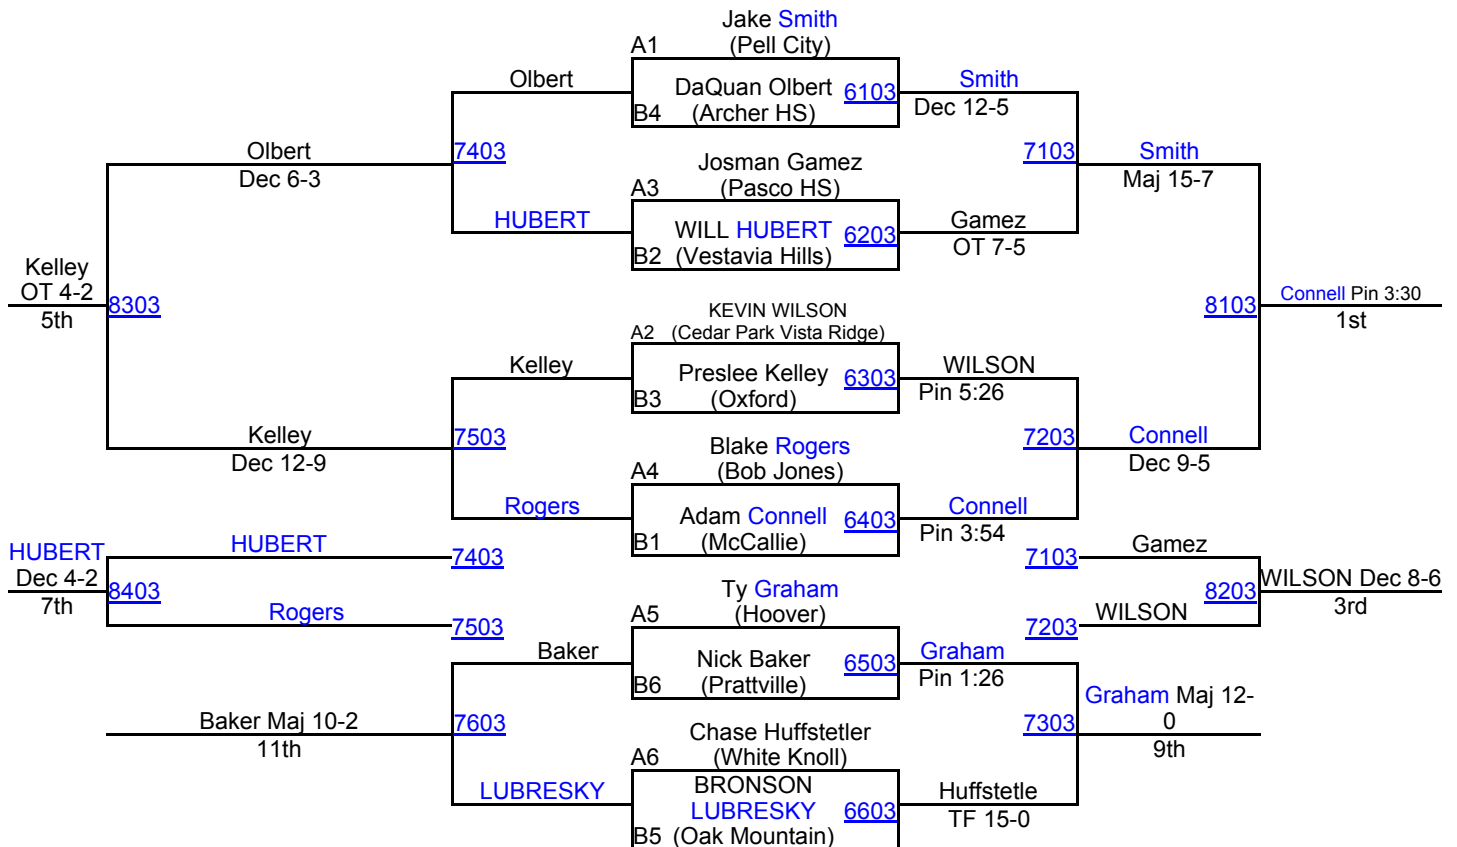 Jake Smith
A1 (Pell City)
Olbert
DaQuan Olbert
6103
Smith
B4 (Archer HS)
Dec 12-5
Olbert
Dec 6-3
7403
Josman Gamez
A3 (Pasco HS)
7103
Smith
Maj 15-7
HUBERT
WILL HUBERT
6203
Gamez
B2 (Vestavia Hills)
OT 7-5
Kelley
OT 4-2
5th
8303
KEVIN WILSON
A2 (Cedar Park Vista Ridge)
8103
Connell Pin 3:30
1st
Kelley
Preslee Kelley
6303
WILSON
B3 (Oxford)
Pin 5:26
Kelley
Dec 12-9
7503
Blake Rogers
A4 (Bob Jones)
7203
Connell
Dec 9-5
Rogers
Adam Connell
6403
Connell
B1 (McCallie)
Pin 3:54
HUBERT
Dec 4-2
7th
HUBERT
7403
8403
Rogers
7503
7103
Gamez
8203
WILSON Dec 8-6
3rd
7203
WILSON
Ty Graham
A5 (Hoover)
Baker
Nick Baker
6503
Graham
B6 (Prattville)
Pin 1:26
Baker Maj 10-2
11th
7603
Chase Huffstetler
A6 (White Knoll)
7303
Graham Maj 12-
0
9th
LUBRESKY
BRONSON
LUBRESKY
6603
Huffstetle
B5 (Oak Mountain)
TF 15-0